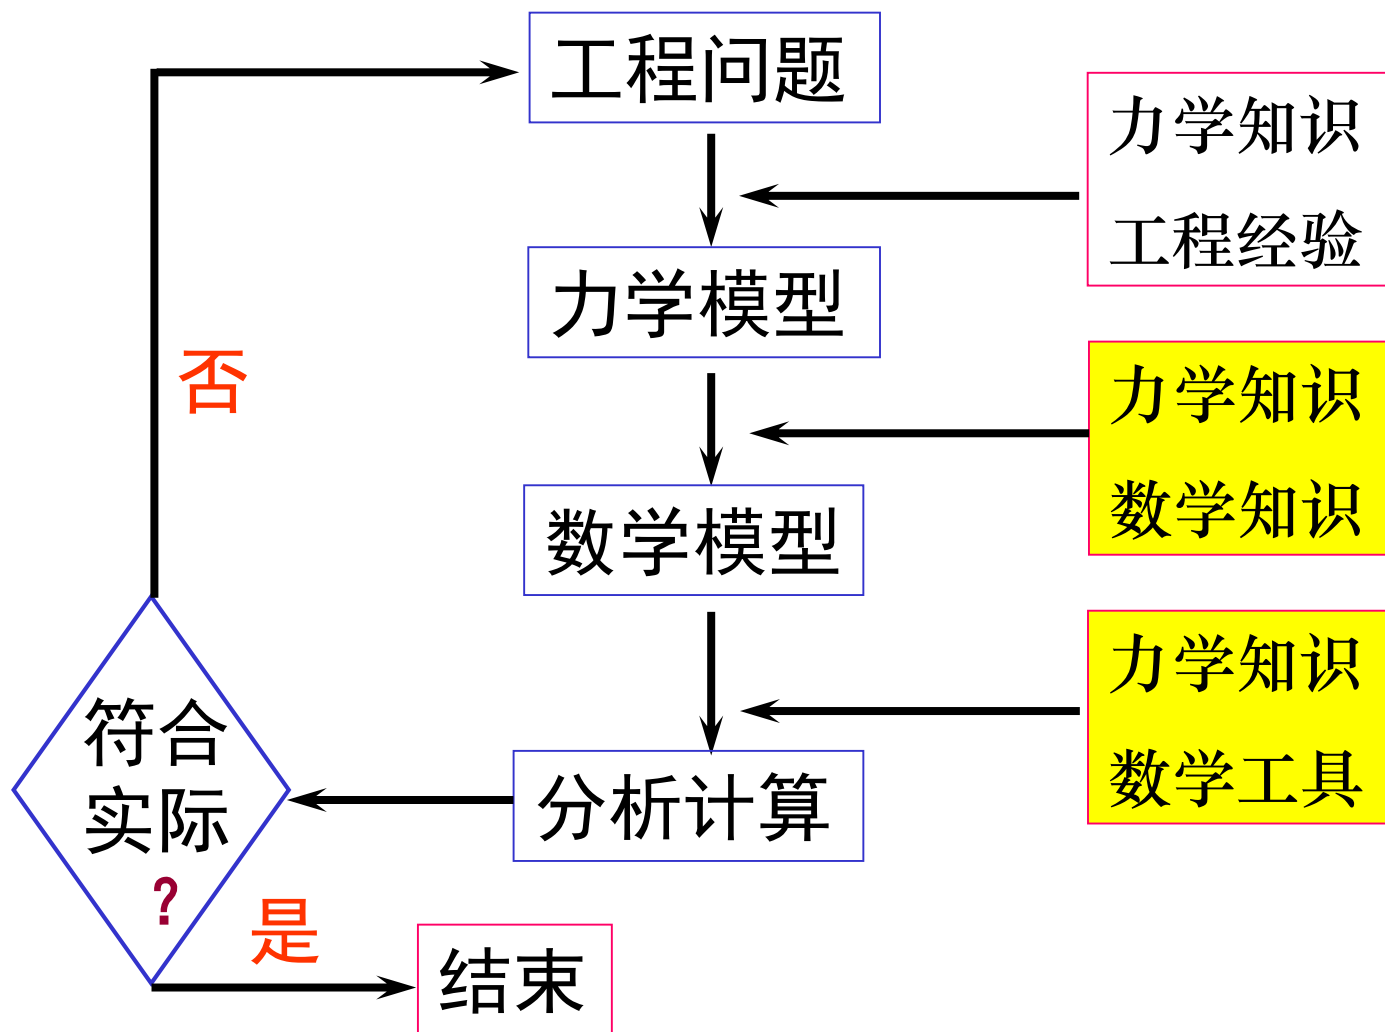 工程问题
力学知识
工程经验
力学模型
否
力学知识
数学知识
数学模型
力学知识
数学工具
符合
实际
?
分析计算
是
结束